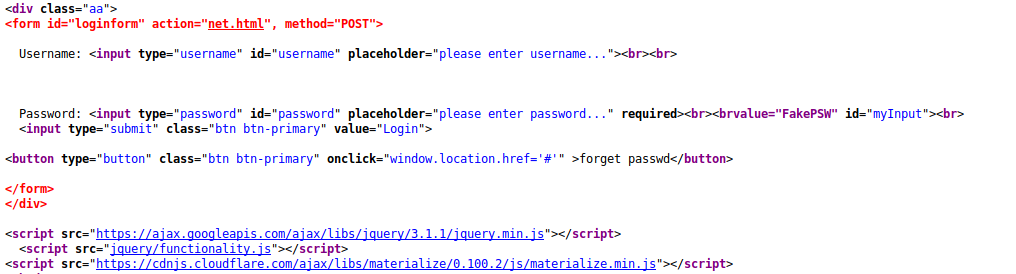 <div class="aa">
<form id="loginform" action="net.html", method="POST">
Username: <input type="username" id="username" placeholder="please enter username..."><br><br>
Password: <input type="password" id="password" placeholder="please enter password..." required><br><brvalue="FakePSW" id="myInput"><br>
<input type="submit" class="btn btn-primary" value="Login">
<button type="button" class="btn btn-primary" onclick="window.location.href='#'" >forget passwd</button>
</form>
</div>
<script src="https://ajax.googleapis.com/ajax/libs/jquery/3.1.1/jquery.min.js"></script>
<script src="jquery/functionality.js"></script>
<script src="https://cdnjs.cloudflare.com/ajax/libs/materialize/0.100.2/js/materialize.min.js"></script>